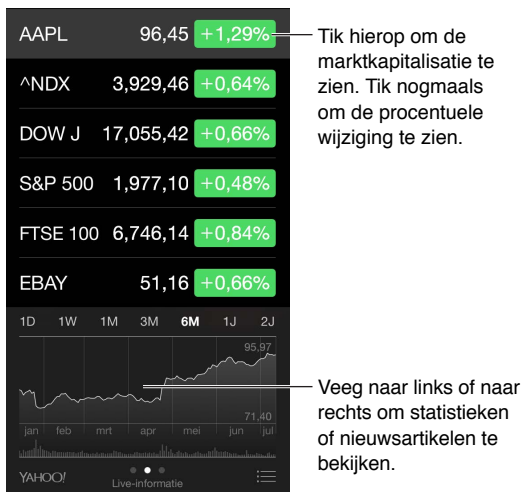 AAPL 96,45 +1,29%
^NDX 3,929,46 +0,64%
DOW J 17,055,42 +0,66%
S&P 500 1,977,10 +0,48%
FTSE 100 6,746,14 +0,84%
EBAY 51,16 +0,66%
1D 1W 1M 3M 6M 1J 2J
95,97
71,40
jan feb mrt apr mei jun jul
YAHOO!
Live-informatie
Tik hierop om de
marktkapitalisatie te
zien. Tik nogmaals
om de procentuele
wijziging te zien.
Veeg naar links of naar
rechts om statistieken
of nieuwsartikelen te
bekijken.